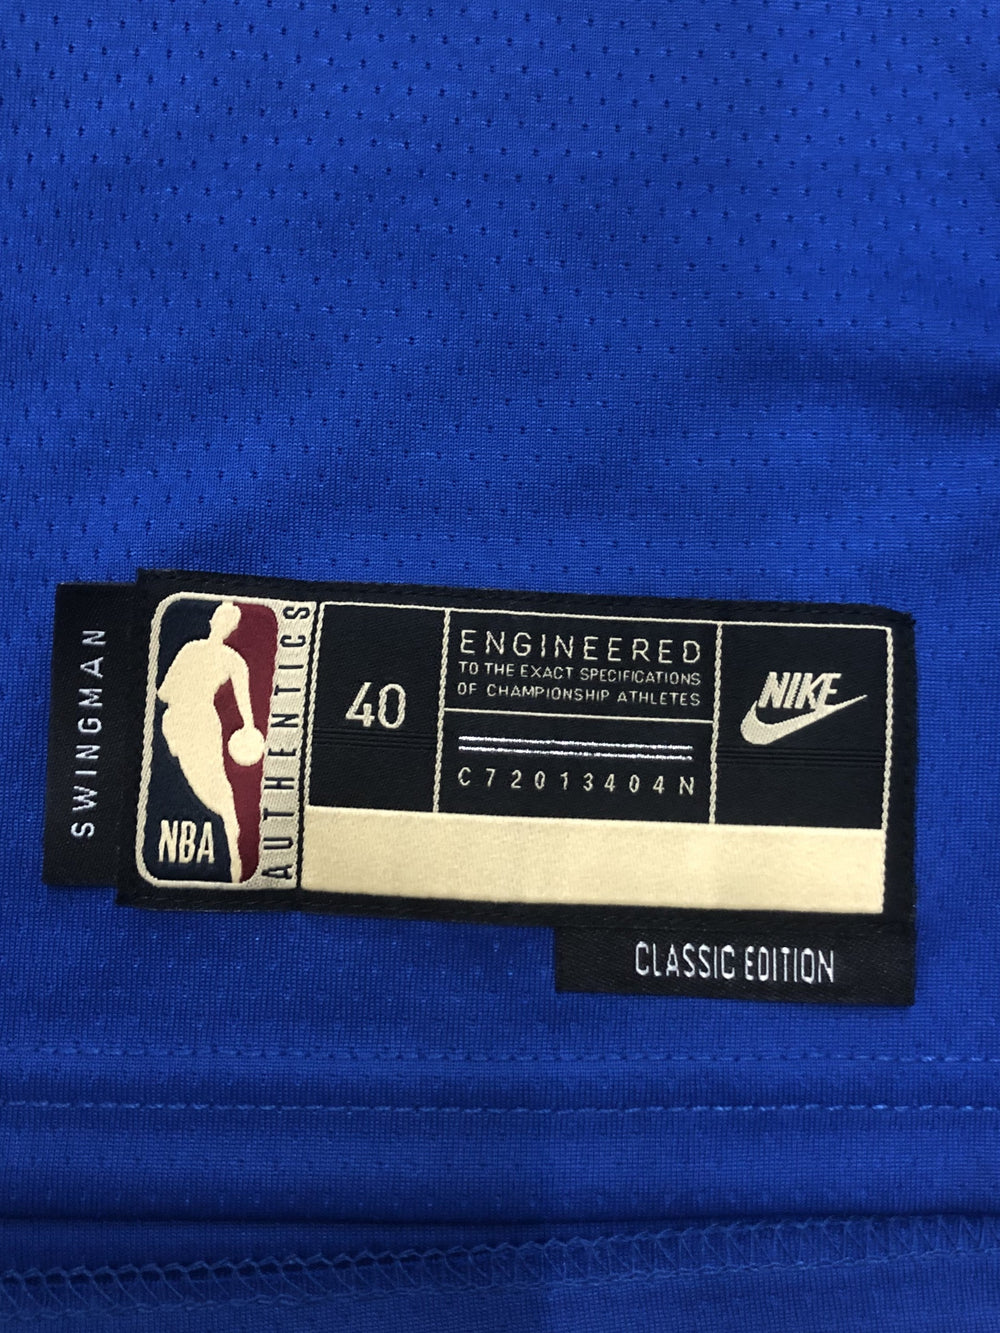 SWINGMAN
NBA
AUTHENTICS
40
ENGINEERED
TO THE EXACT SPECIFICATIONS
OF CHAMPIONSHIP ATHLETES
C72013404N
NIKE
CLASSIC EDITION